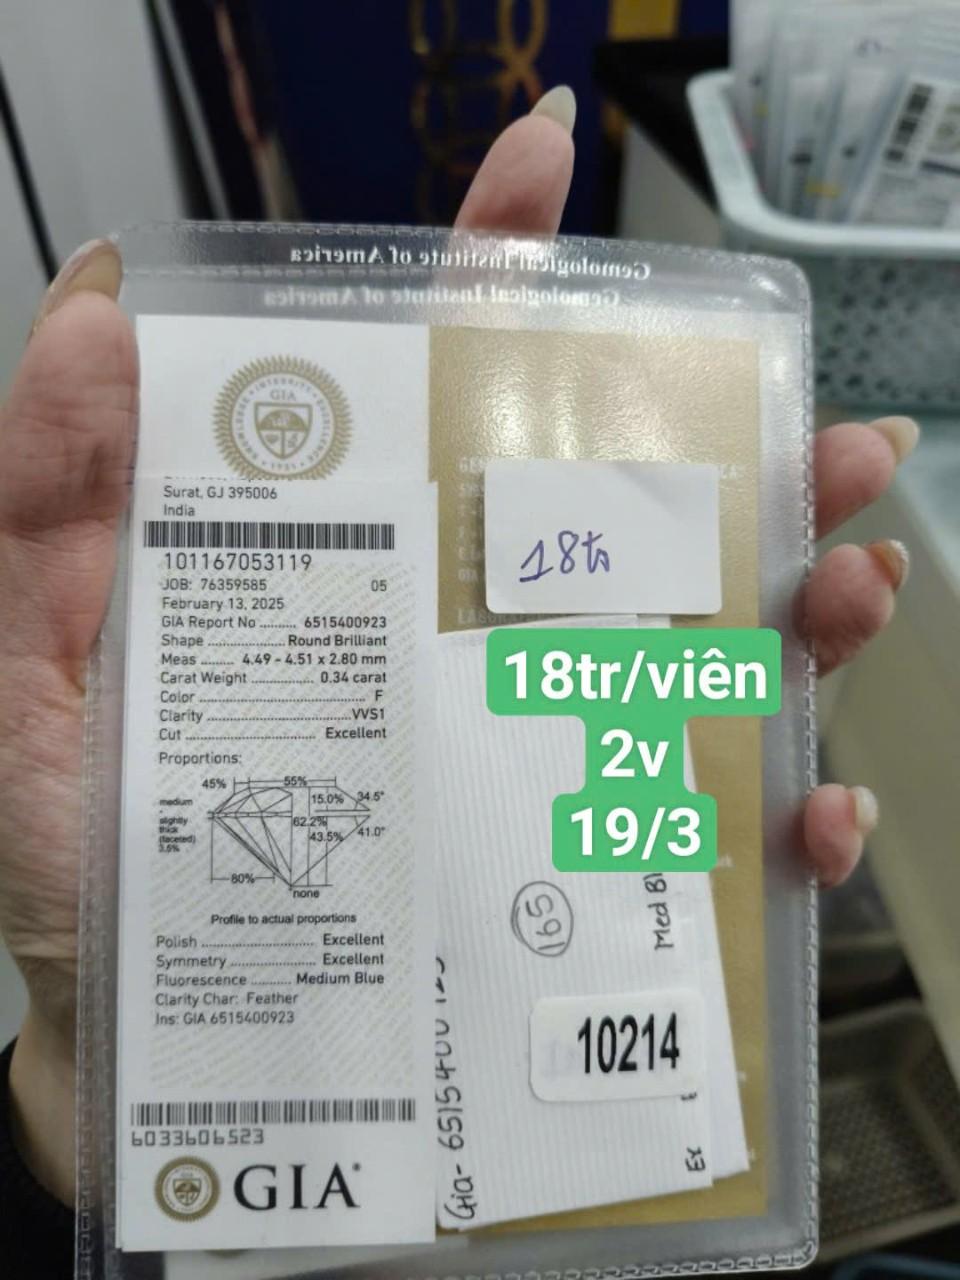 Gemological Institute of America
Gemological Institute of America
GIA
Surat, GJ 395006
India
101167053119
JOB: 76359585 05
February 13, 2025
GIA Report No .......... 6515400923
Shape .................... Round Brilliant
Meas ........ 4.49 - 4.51 x 2.80 mm
Carat Weight ................ 0.34 carat
Color .......................................... F
Clarity ................................... VVS1
Cut ................................ Excellent
Proportions:
45% 55%
15.0% 34.5°
medium
-
slightly
thick
(faceted)
3.5%
62.2%
43.5% 41.0°
80%
none
Profile to actual proportions
Polish ............................ Excellent
Symmetry ..................... Excellent
Fluorescence .......... Medium Blue
Clarity Char: Feather
Ins: GIA 6515400923
6033606523
GIA®
18tr
18tr/viên
2v
19/3
165
Med Bl
10214
Ex